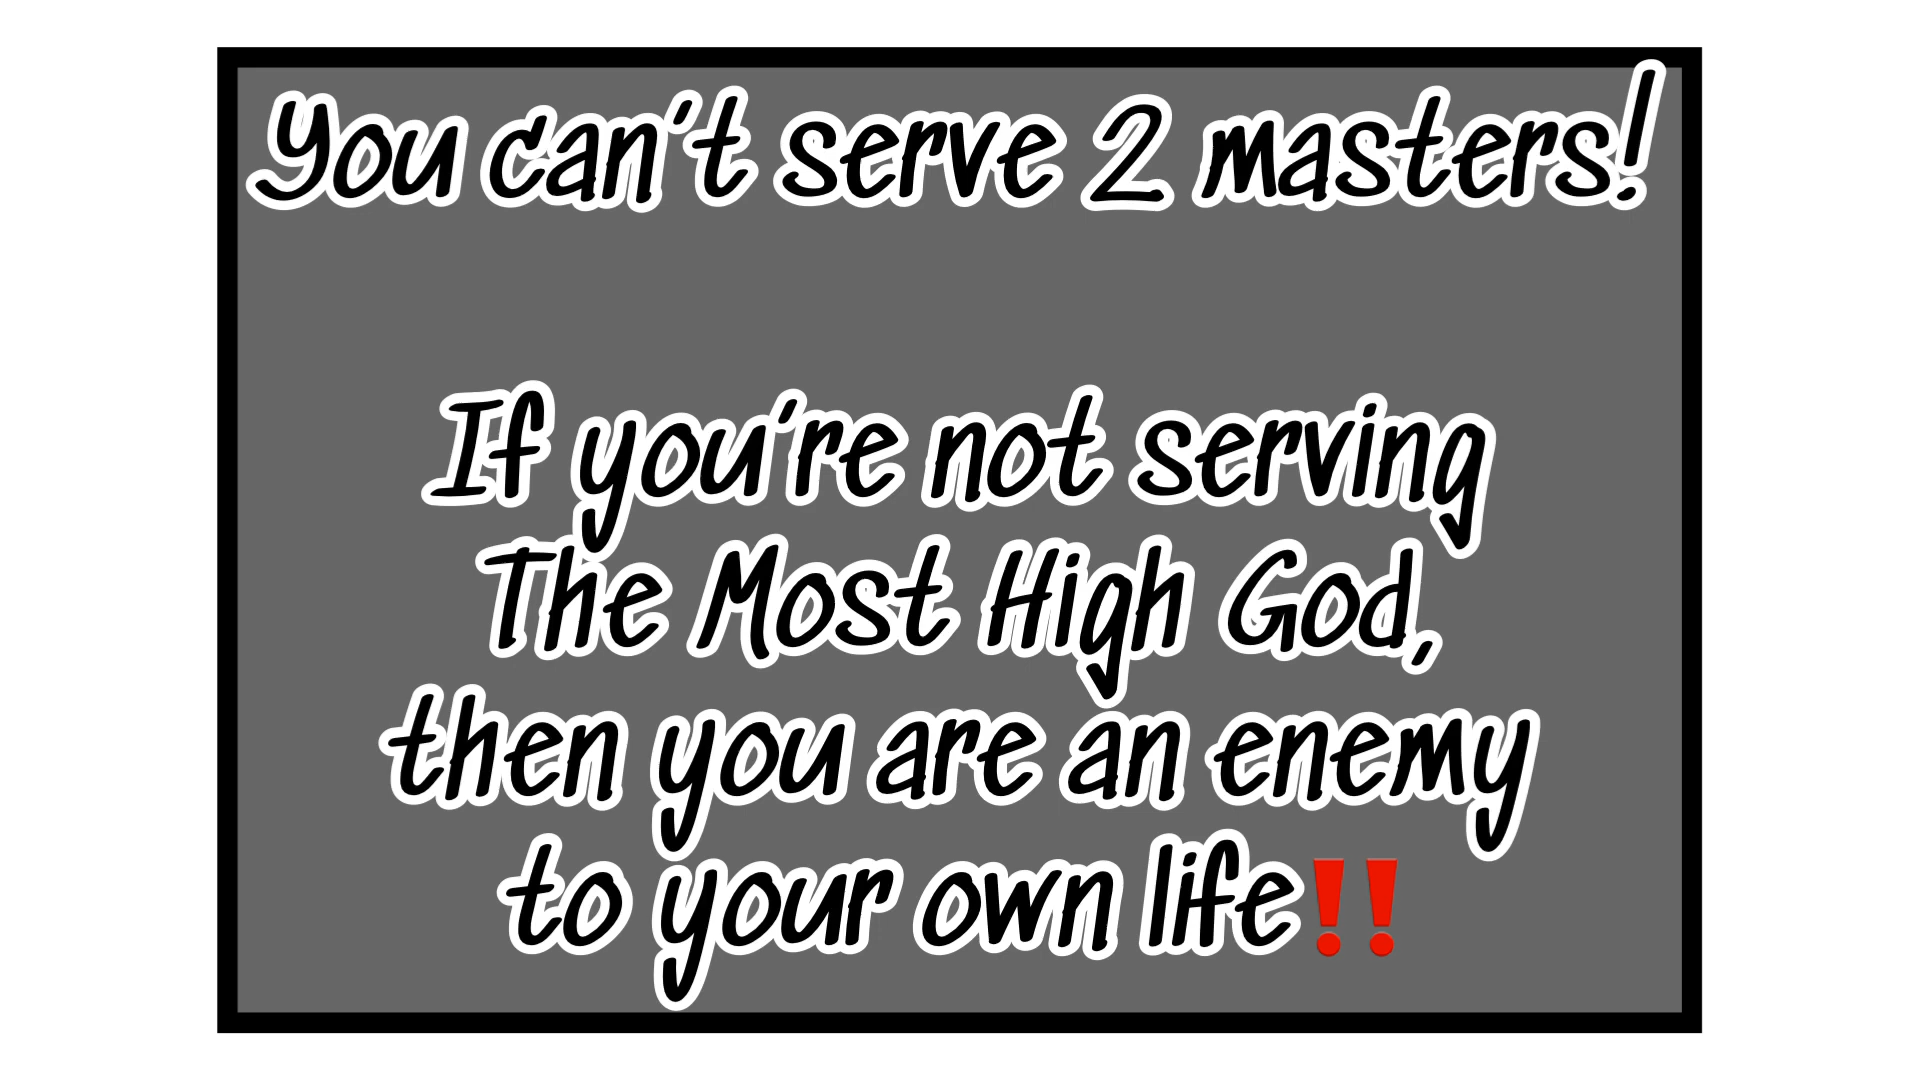 You can't serve 2 masters!
If you're not serving
The Most High God,
then you are an enemy
to your own life‼️